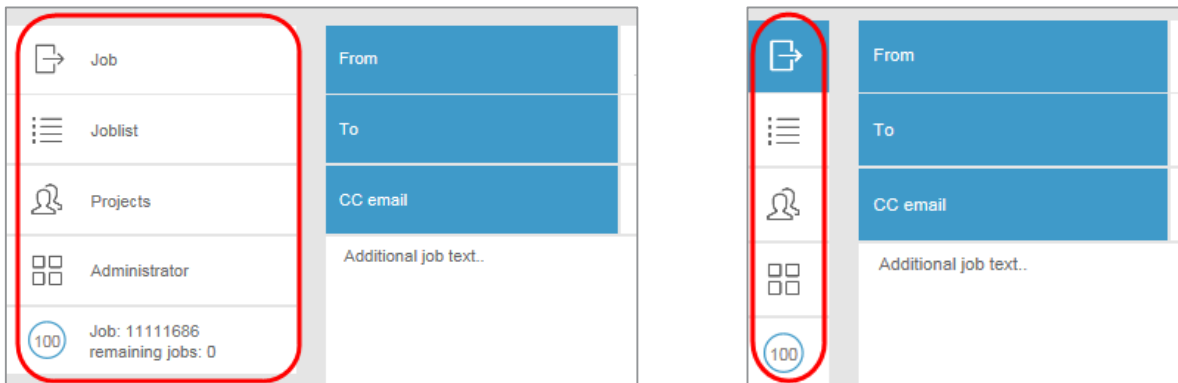 Job
Joblist
Projects
Administrator
100
Job: 11111686
remaining jobs: 0
From
To
CC email
Additional job text..
From
To
CC email
Additional job text..
100